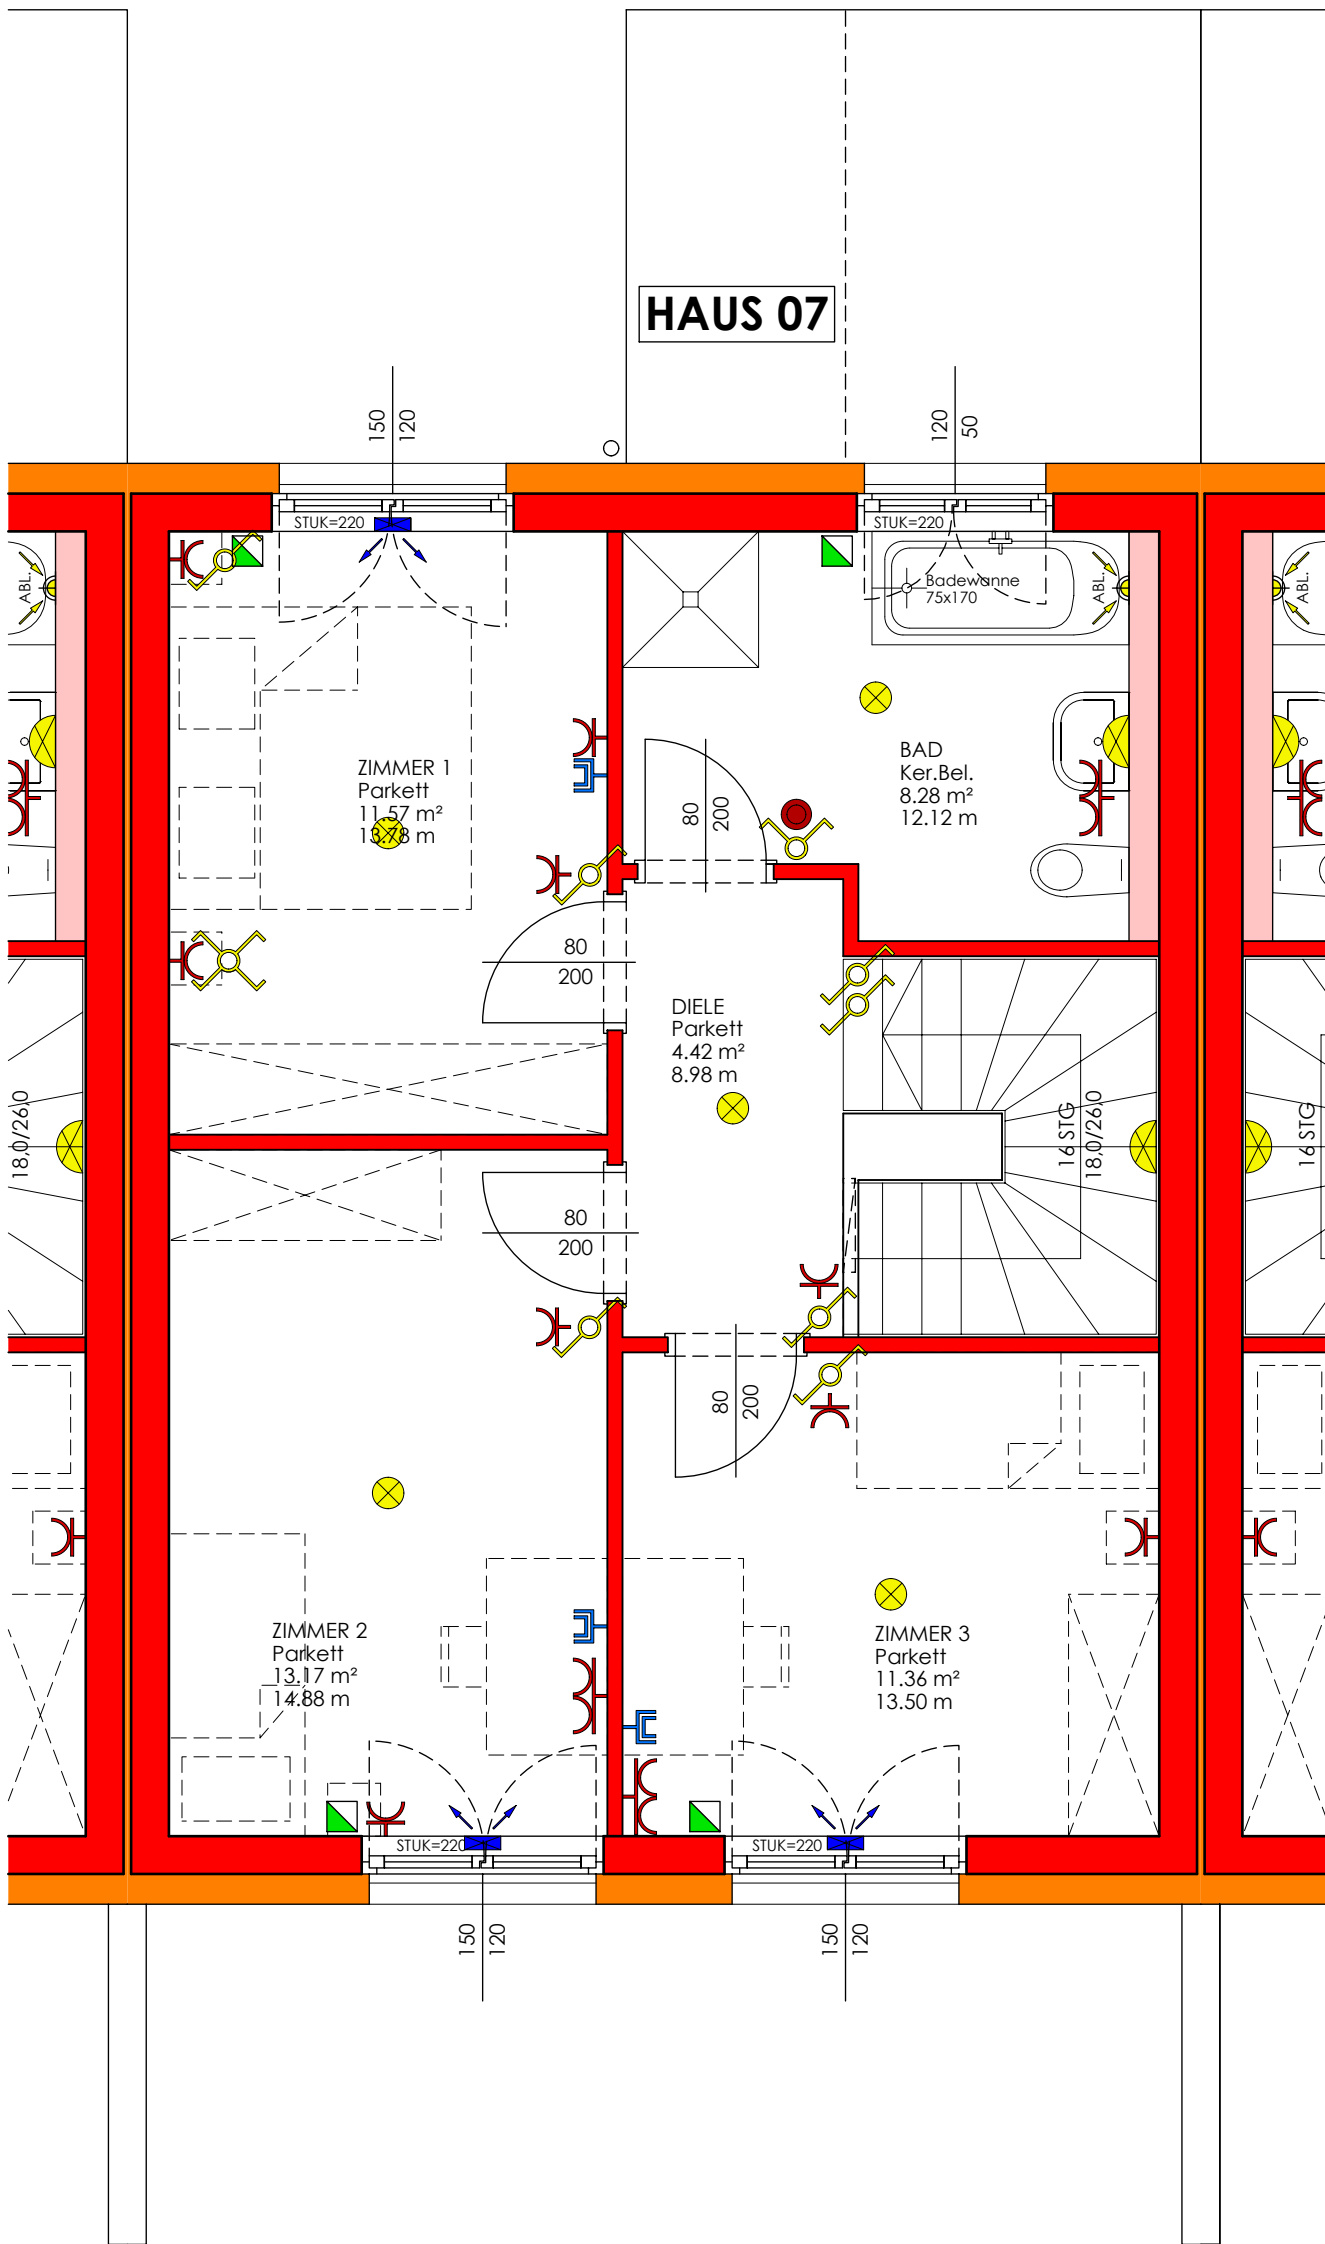 HAUS 07
150
120
120
50
STUK=220
STUK=220
ABL.
Badewanne
75x170
ABL.
ABL.
ZIMMER 1
Parkett
11.57 m²
13.78 m
80
200
BAD
Ker.Bel.
8.28 m²
12.12 m
80
200
DIELE
Parkett
4.42 m²
8.98 m
18,0/26,0
16 STG
18,0/26,0
16 STG
80
200
80
200
ZIMMER 2
Parkett
13.17 m²
14.88 m
ZIMMER 3
Parkett
11.36 m²
13.50 m
STUK=220
STUK=220
150
120
150
120